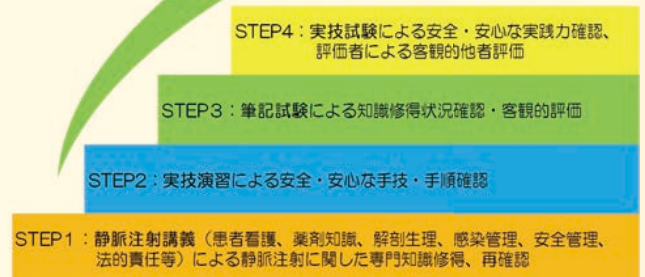 STEP4：実技試験による安全・安心な実践力確認、
評価者による客観的他者評価
STEP3：筆記試験による知識修得状況確認・客観的評価
STEP2：実技演習による安全・安心な手技・手順確認
STEP1：静脈注射講義（患者看護、薬剤知識、解剖生理、感染管理、安全管理、
法的責任等）による静脈注射に関した専門知識修得、再確認